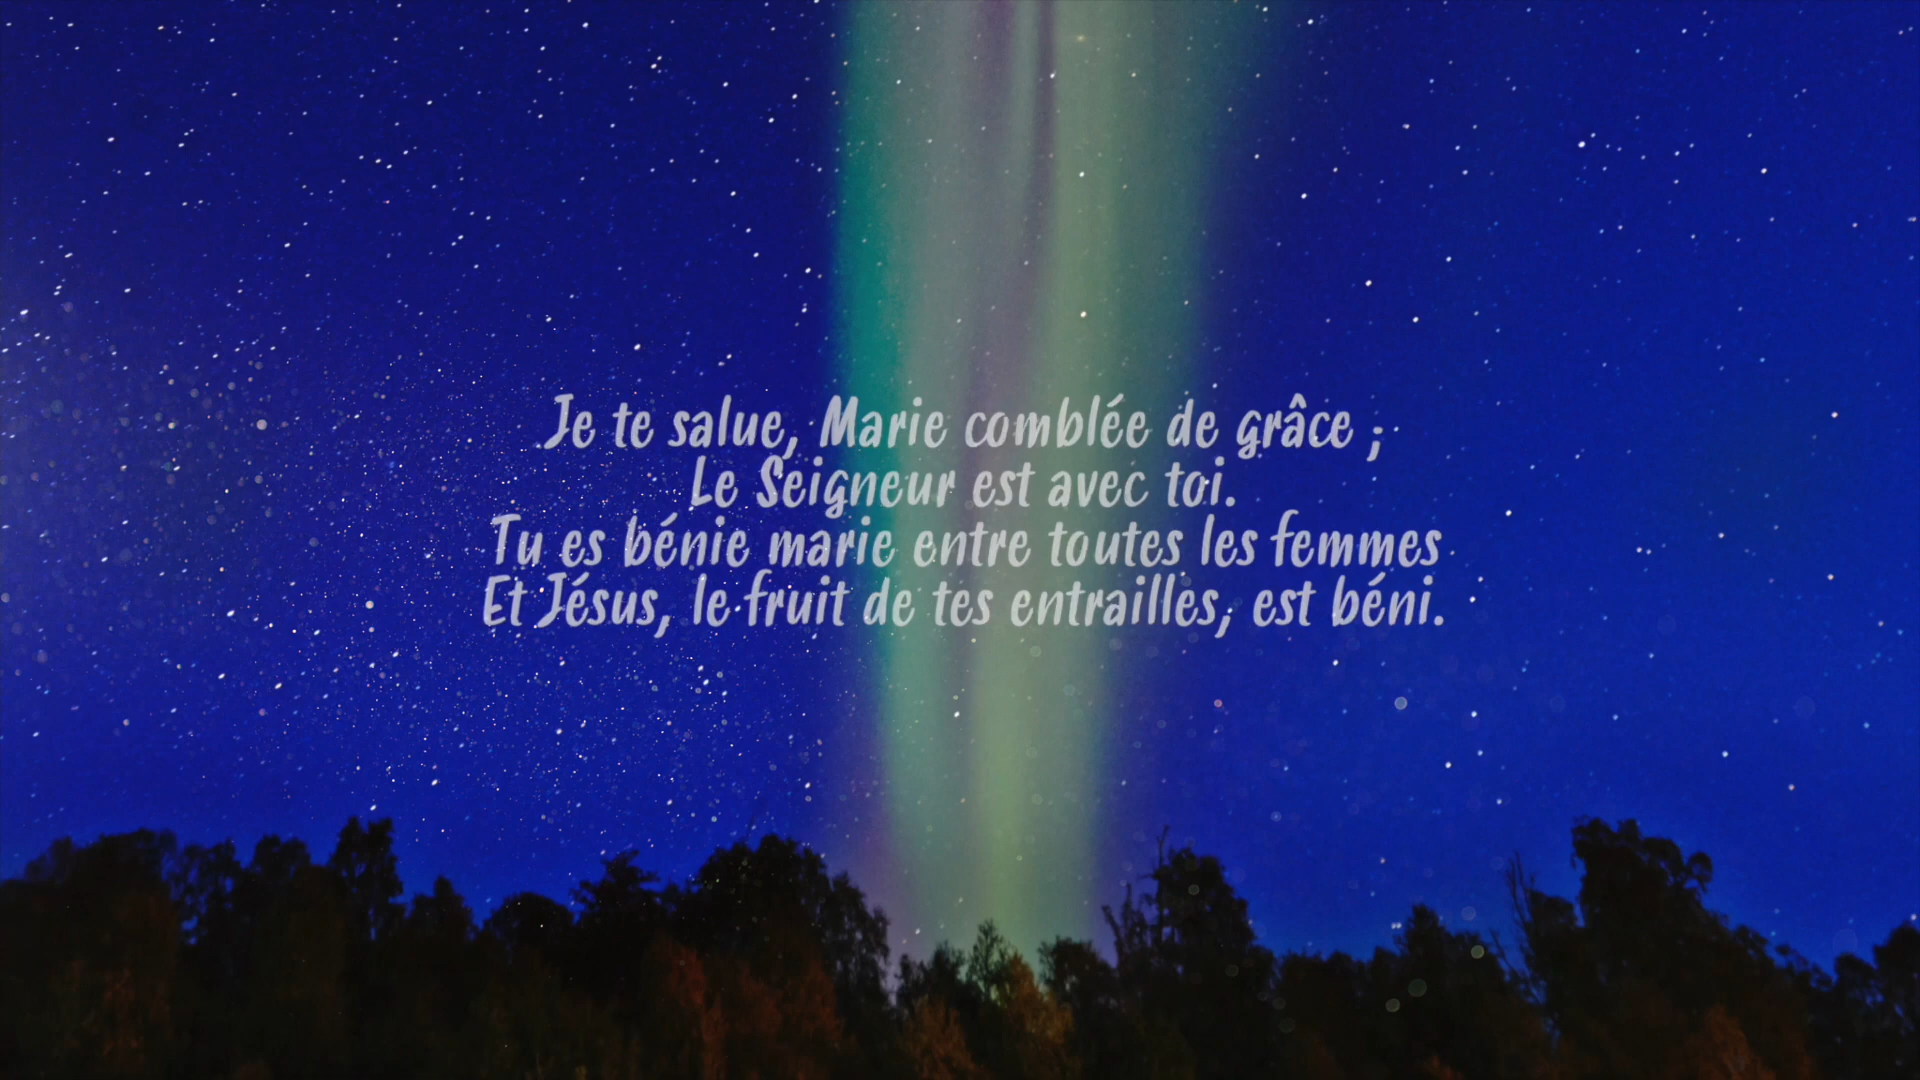 Je te salue, Marie comblée de grâce ;
Le Seigneur est avec toi.
Tu es bénie marie entre toutes les femmes
Et Jésus, le fruit de tes entrailles, est béni.